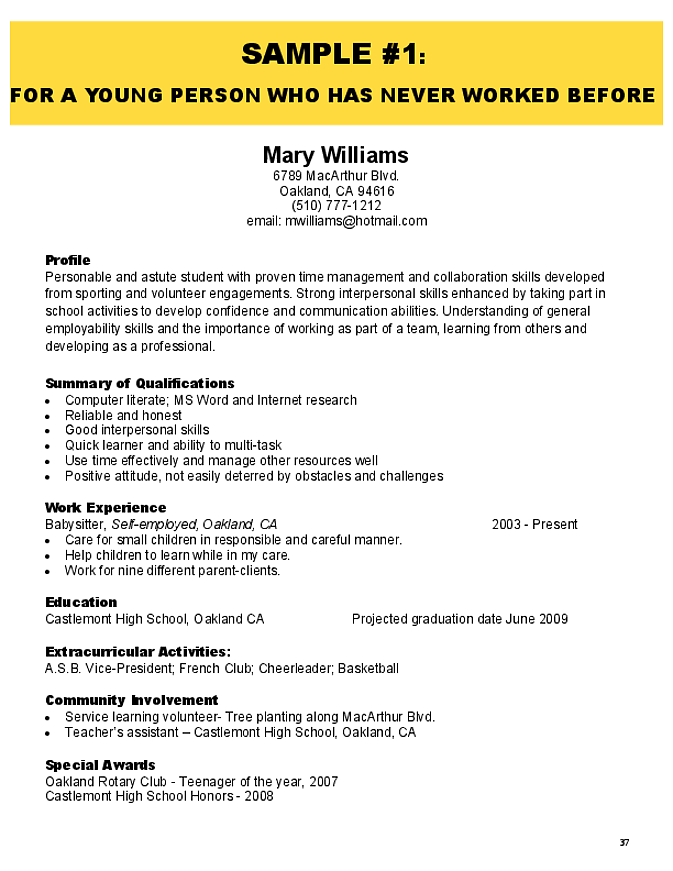 SAMPLE #1:
FOR A YOUNG PERSON WHO HAS NEVER WORKED BEFORE
Mary Williams
6789 MacArthur Blvd.
Oakland, CA 94616
(510) 777-1212
email: mwilliams@hotmail.com
Profile
Personable and astute student with proven time management and collaboration skills developed
from sporting and volunteer engagements. Strong interpersonal skills enhanced by taking part in
school activities to develop confidence and communication abilities. Understanding of general
employability skills and the importance of working as part of a team, learning from others and
developing as a professional.
Summary of Qualifications
• Computer literate; MS Word and Internet research
• Reliable and honest
• Good interpersonal skills
• Quick learner and ability to multi-task
• Use time effectively and manage other resources well
• Positive attitude, not easily deterred by obstacles and challenges
Work Experience
Babysitter, Self-employed, Oakland, CA 2003 - Present
• Care for small children in responsible and careful manner.
• Help children to learn while in my care.
• Work for nine different parent-clients.
Education
Castlemont High School, Oakland CA Projected graduation date June 2009
Extracurricular Activities:
A.S.B. Vice-President; French Club; Cheerleader; Basketball
Community Involvement
• Service learning volunteer- Tree planting along MacArthur Blvd.
• Teacher's assistant – Castlemont High School, Oakland, CA
Special Awards
Oakland Rotary Club - Teenager of the year, 2007
Castlemont High School Honors - 2008
37